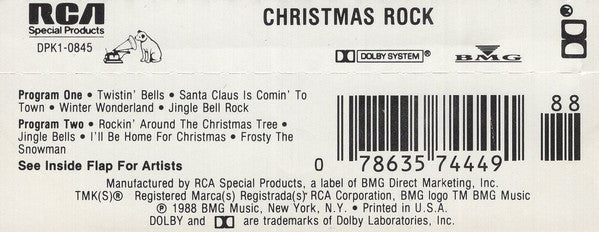 RCA
Special Products
DPK1-0845
CHRISTMAS ROCK
DOLBY SYSTEM®
BMG
Program One • Twistin' Bells • Santa Claus Is Comin' To
Town • Winter Wonderland • Jingle Bell Rock
Program Two • Rockin' Around The Christmas Tree •
Jingle Bells • I'll Be Home For Christmas • Frosty The
Snowman
See Inside Flap For Artists
88
0 78635 74449
Manufactured by RCA Special Products, a label of BMG Direct Marketing, Inc.
TMK(S)® Registered Marca(s) Registrada(s) RCA Corporation, BMG logo TM BMG Music
℗ 1988 BMG Music, New York, N.Y. • Printed in U.S.A.
DOLBY and are trademarks of Dolby Laboratories, Inc.